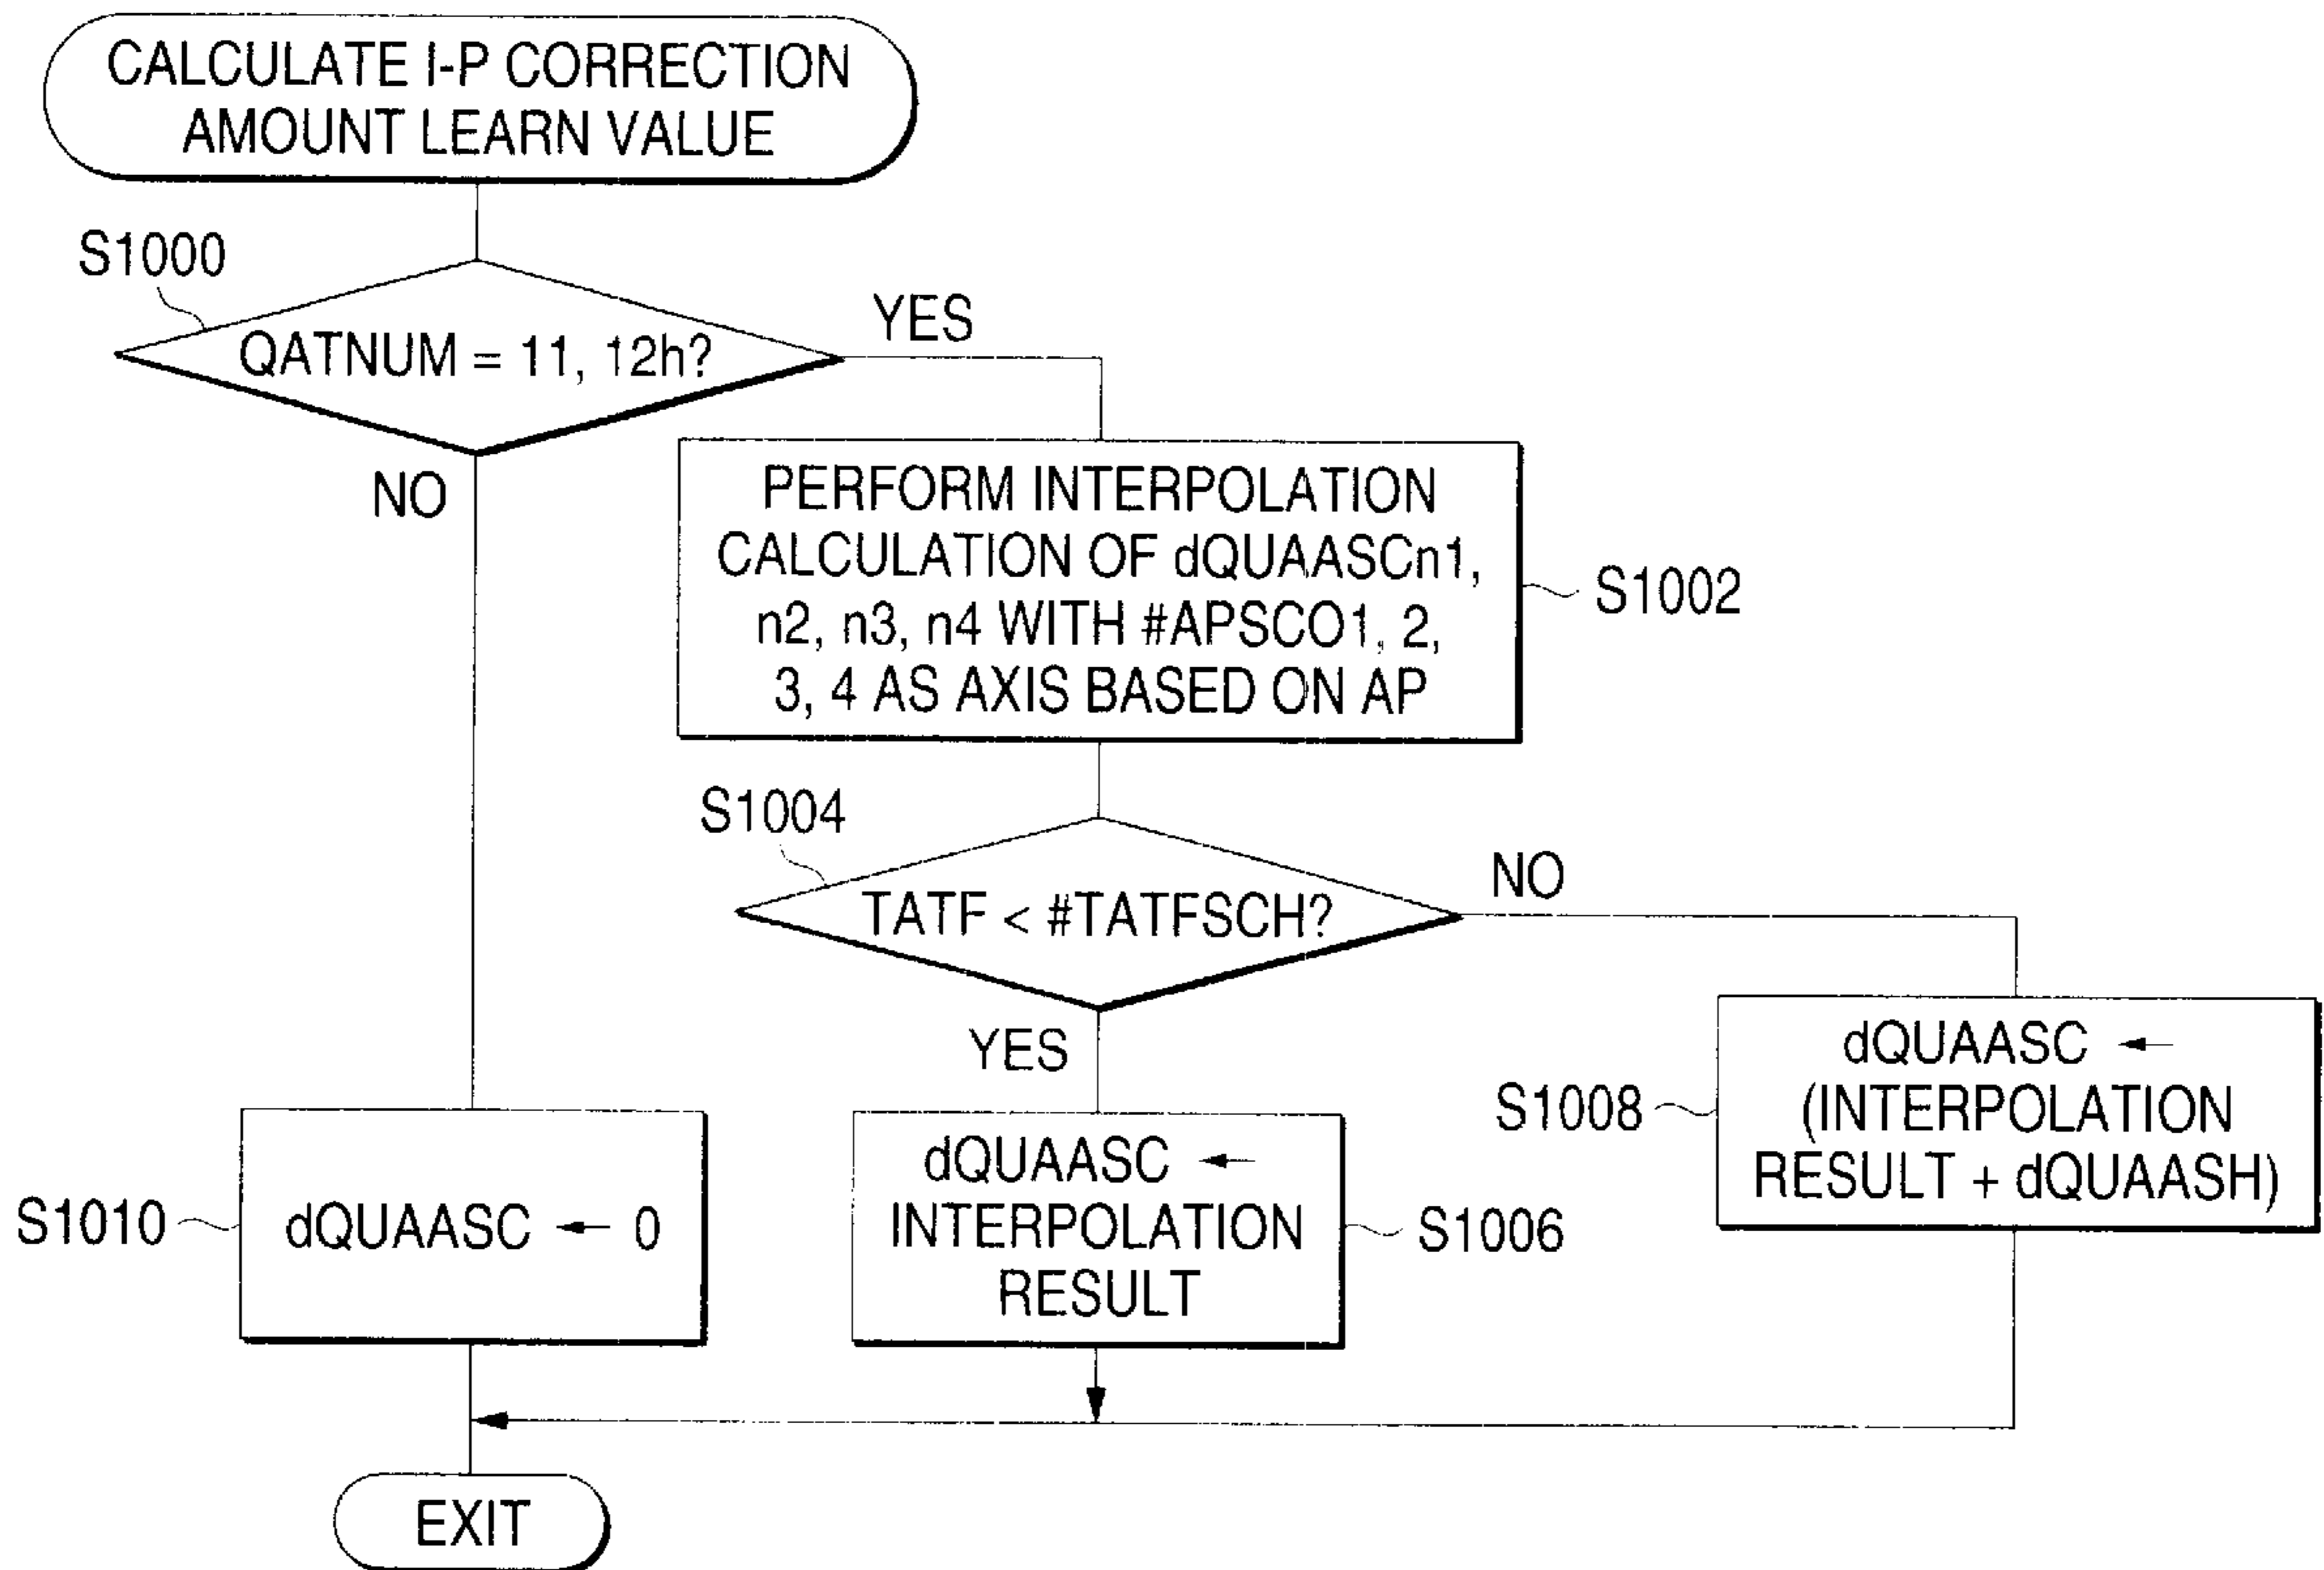 CALCULATE I-P CORRECTION
AMOUNT LEARN VALUE
S1000
QATNUM = 11, 12h?
YES
NO
PERFORM INTERPOLATION
CALCULATION OF dQUAASCn1,
n2, n3, n4 WITH #APSCO1, 2,
3, 4 AS AXIS BASED ON AP
S1002
S1004
TATF < #TATFSCH?
NO
YES
dQUAASC ←
(INTERPOLATION
RESULT + dQUAASH)
S1008
dQUAASC ←
INTERPOLATION
RESULT
S1006
S1010
dQUAASC ← 0
EXIT